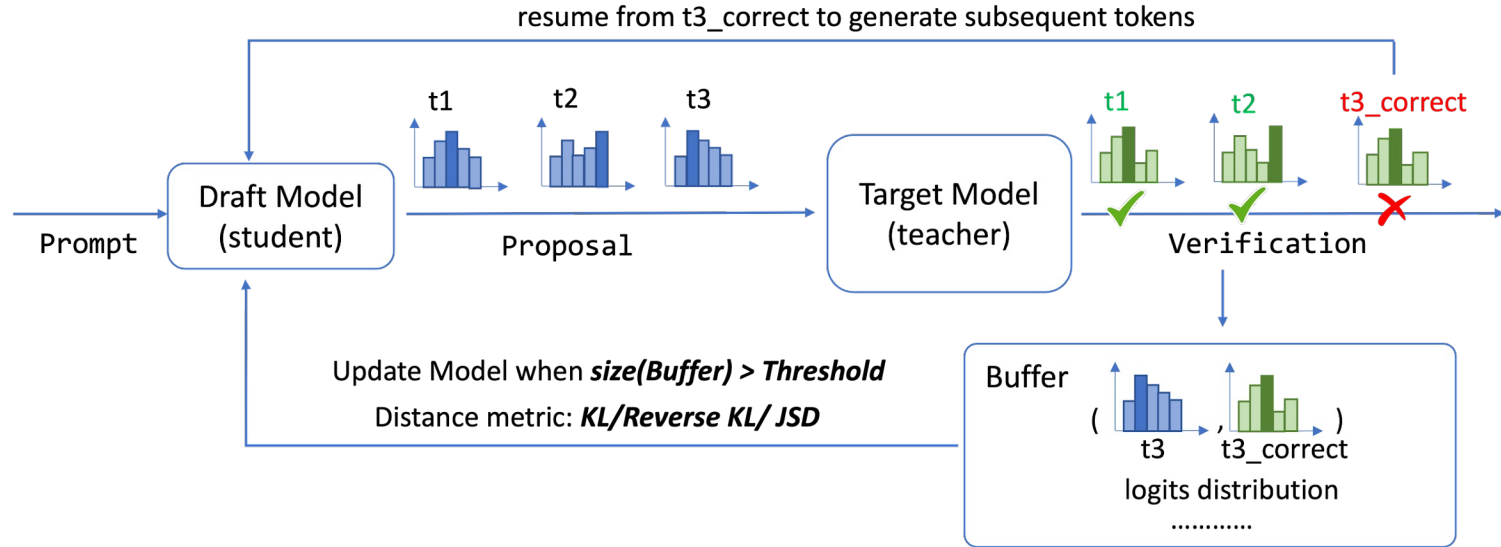 resume from t3_correct to generate subsequent tokens
t1
t2
t3
t1
t2
t3_correct
Draft Model
(student)
Target Model
(teacher)
Prompt
Proposal
Verification
Update Model when size(Buffer) > Threshold
Distance metric: KL/Reverse KL/ JSD
Buffer
( , )
t3
t3_correct
logits distribution
…………